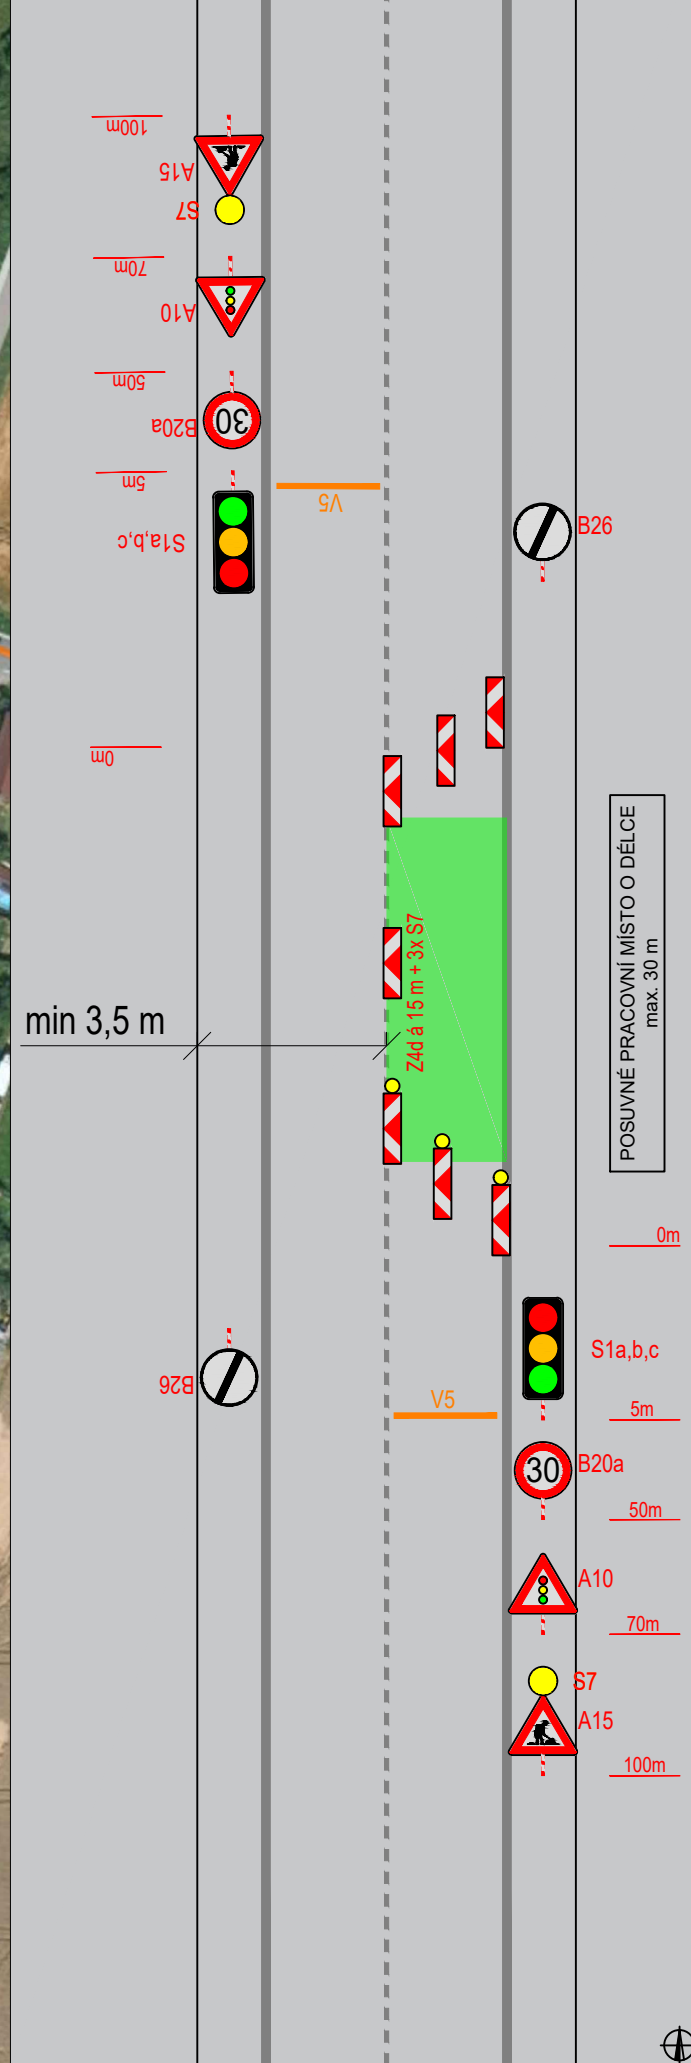 100m
A15
S7
70m
A10
50m
B20a
30
5m
V5
S1a,b,c
B26
0m
POSUVNÉ PRACOVNÍ MÍSTO O DÉLCE
max. 30 m
Z4d á 15 m + 3x S7
min 3,5 m
0m
S1a,b,c
B26
V5
5m
30
B20a
50m
A10
70m
S7
A15
100m